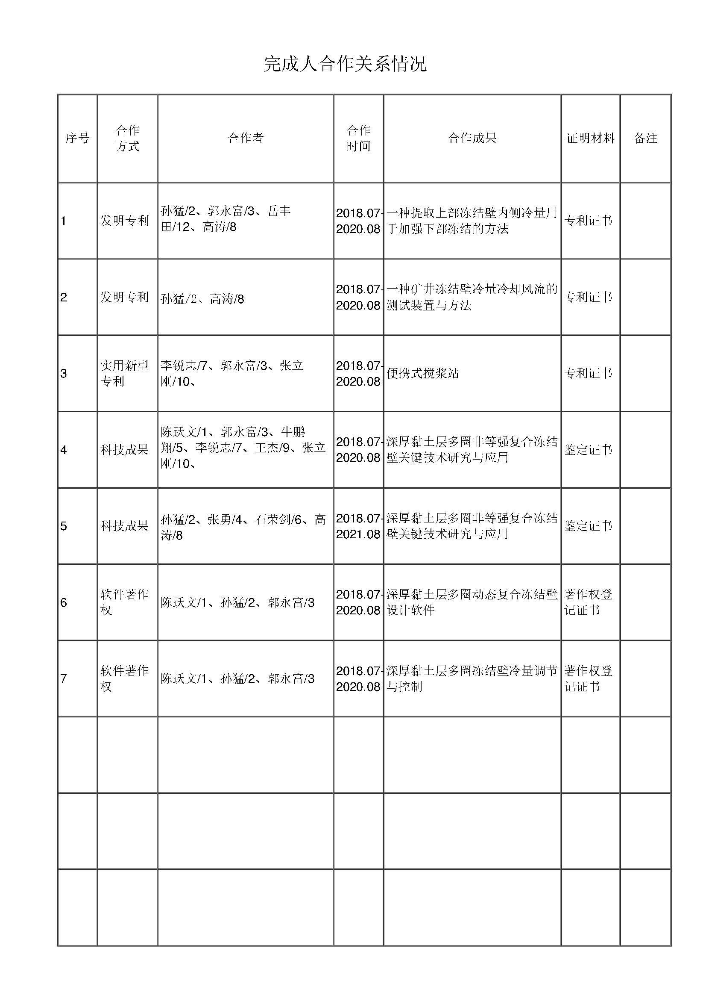 完成人合作关系情况
序号
合作
方式
合作者
合作
时间
合作成果
证明材料
备注
1
发明专利
孙猛/2、郭永富/3、岳丰
田/12、高涛/8
2018.07-
2020.08
一种提取上部冻结壁内侧冷量用
于加强下部冻结的方法
专利证书
2
发明专利
孙猛/2、高涛/8
2018.07-
2020.08
一种矿井冻结壁冷量冷却风流的
测试装置与方法
专利证书
3
实用新型
专利
李锐志/7、郭永富/3、张立
刚/10、
2018.07-
2020.08
便携式搅浆站
专利证书
4
科技成果
陈跃文/1、郭永富/3、牛鹏
翔/5、李锐志/7、王杰/9、张立
刚/10、
2018.07-
2020.08
深厚黏土层多圈非等强复合冻结
壁关键技术研究与应用
鉴定证书
5
科技成果
孙猛/2、张勇/4、石荣剑/6、高
涛/8
2018.07-
2021.08
深厚黏土层多圈非等强复合冻结
壁关键技术研究与应用
鉴定证书
6
软件著作
权
陈跃文/1、孙猛/2、郭永富/3
2018.07-
2020.08
深厚黏土层多圈动态复合冻结壁
设计软件
著作权登
记证书
7
软件著作
权
陈跃文/1、孙猛/2、郭永富/3
2018.07-
2020.08
深厚黏土层多圈冻结壁冷量调节
与控制
著作权登
记证书